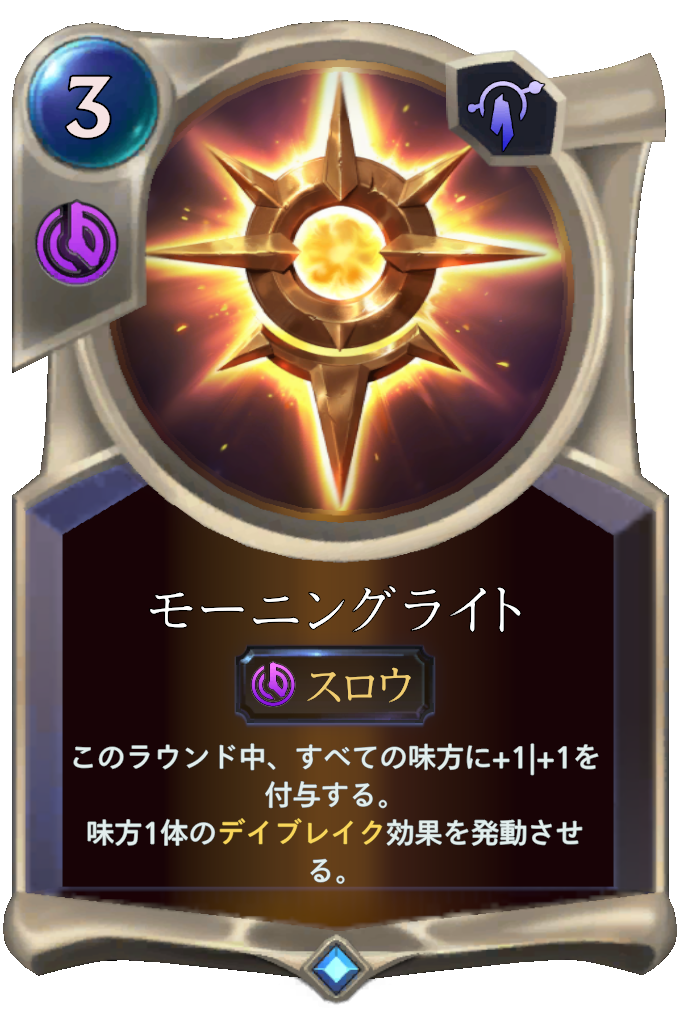 3
モーニングライト
スロウ
このラウンド中、すべての味方に+1|+1を
付与する。
味方1体のデイブレイク効果を発動させ
る。